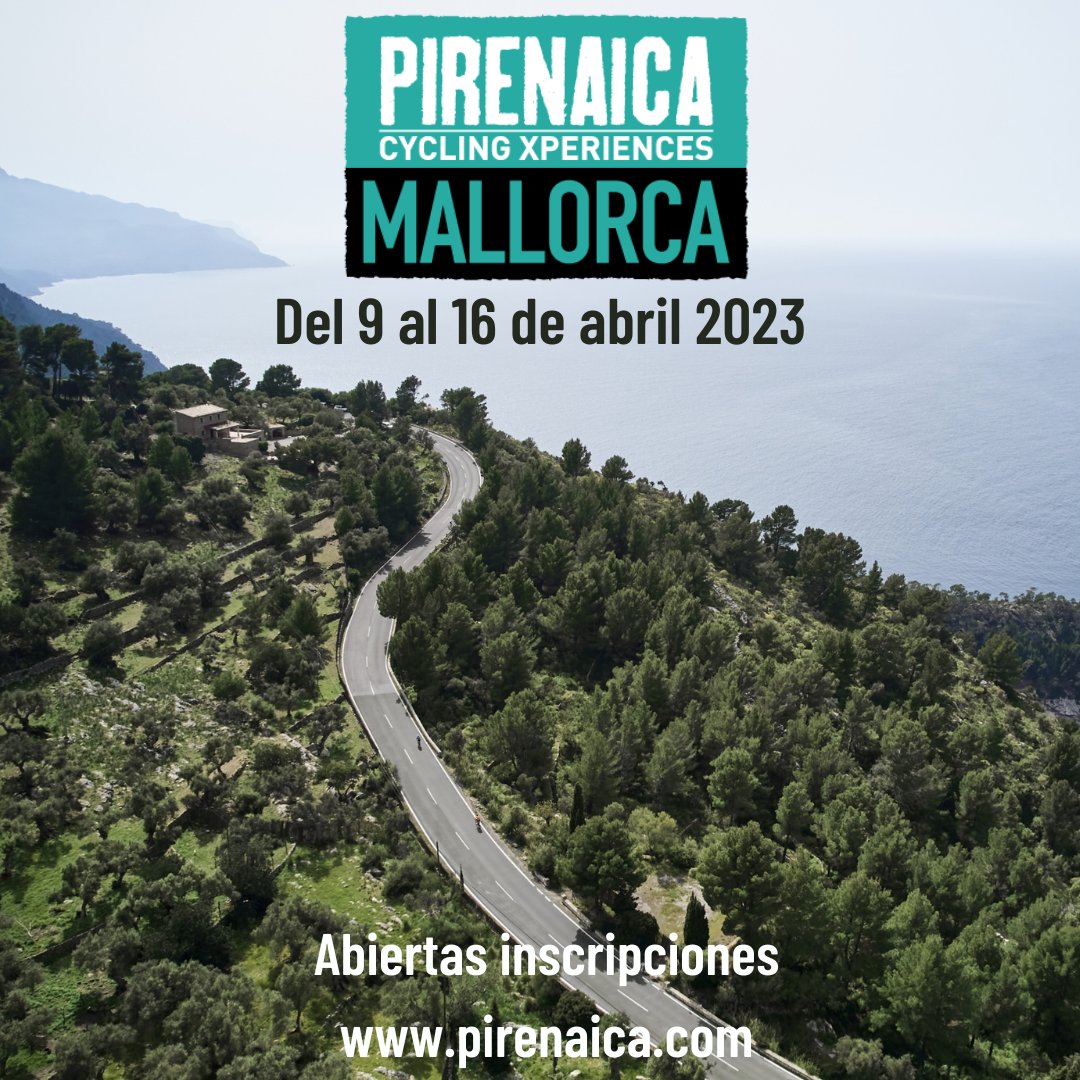 PIRENAICA
CYCLING XPERIENCES
MALLORCA
Del 9 al 16 de abril 2023
Abiertas inscripciones
www.pirenaica.com